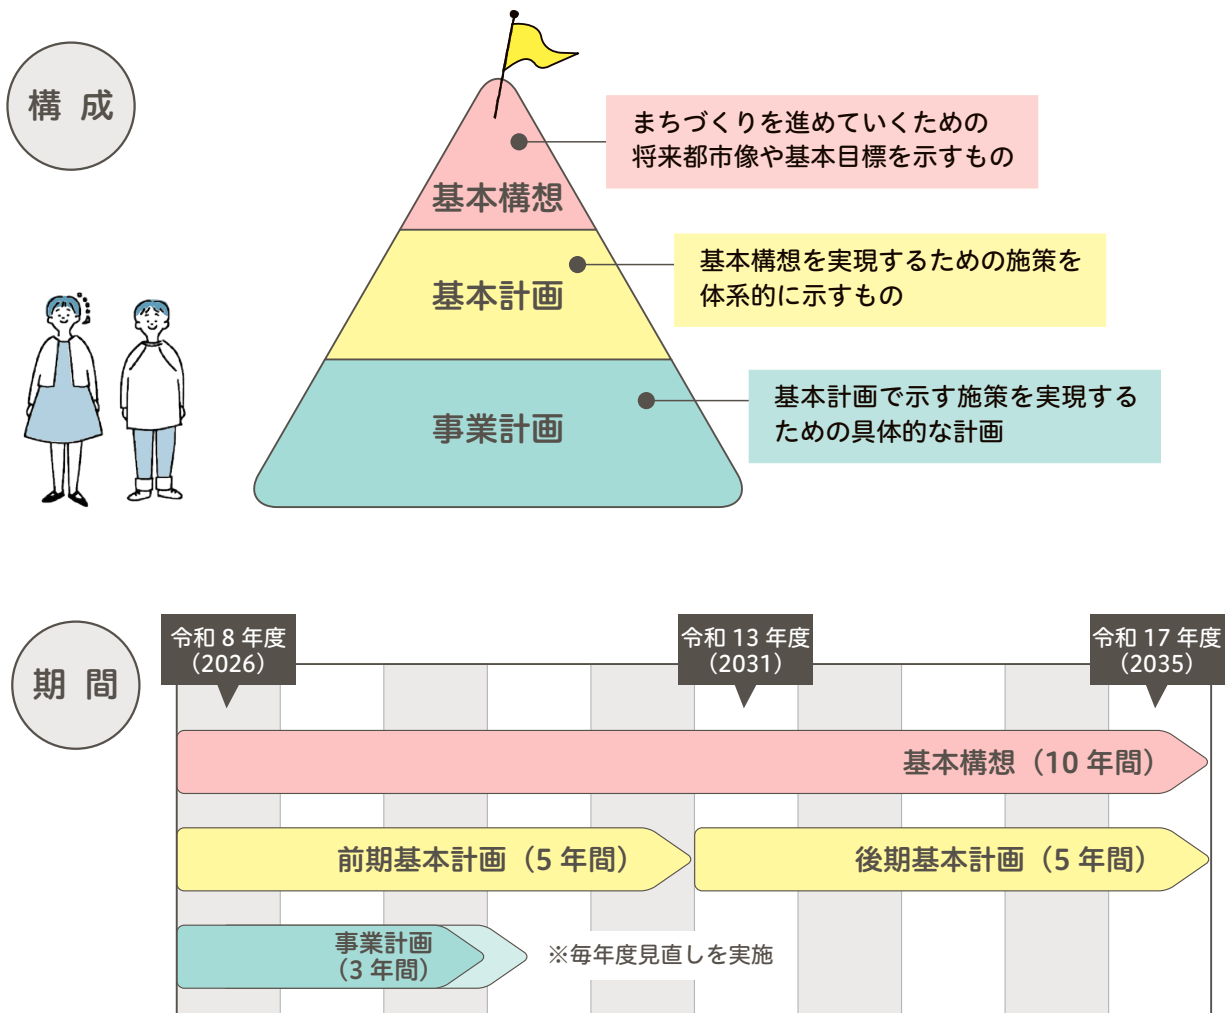 構成
まちづくりを進めていくための
将来都市像や基本目標を示すもの
基本構想
基本構想を実現するための施策を
体系的に示すもの
基本計画
基本計画で示す施策を実現する
ための具体的な計画
事業計画
期間
令和 8 年度
（2026）
令和 13 年度
（2031）
令和 17 年度
（2035）
基本構想（10 年間）
前期基本計画（5 年間）
後期基本計画（5 年間）
事業計画
（3 年間）
※毎年度見直しを実施